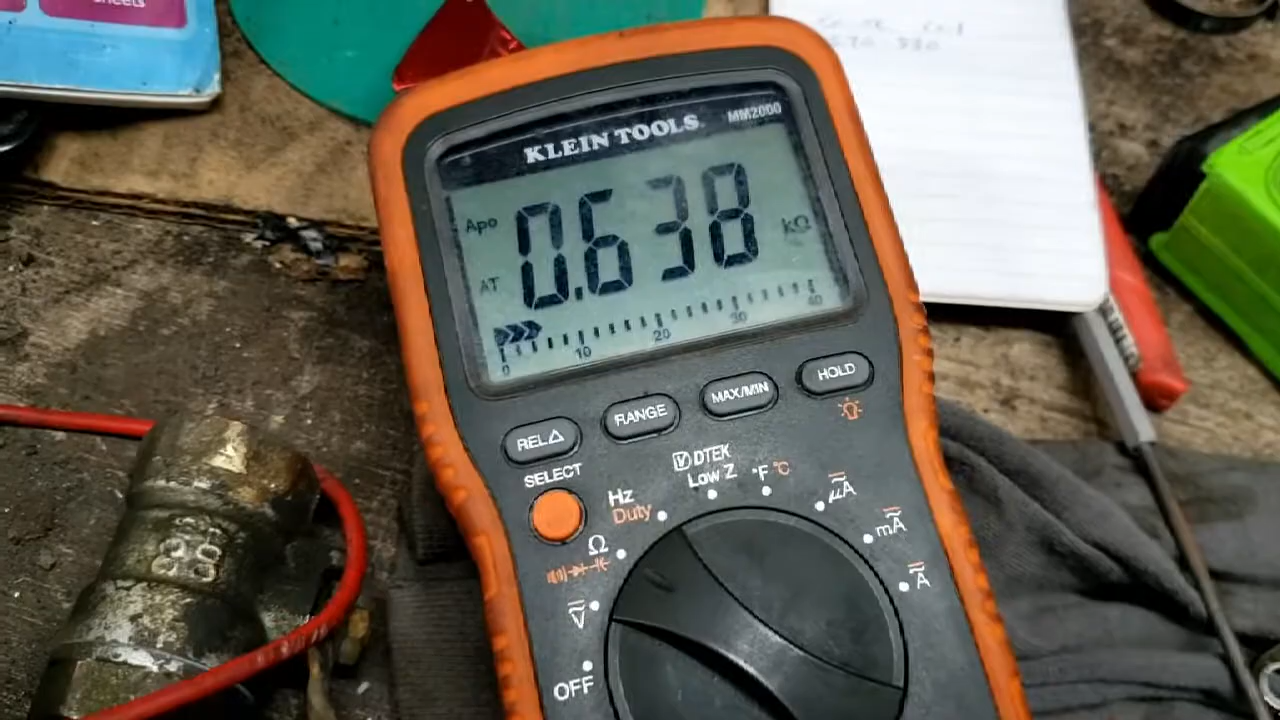 sheets
KLEIN TOOLS
MM2000
Apo
0.638
kΩ
AT
0 10 20 30 40
REL△
RANGE
MAX/MIN
HOLD
SELECT
Hz
Duty
V DTEK
Low Z
°F °C
μA
mA
A
Ω
V
OFF